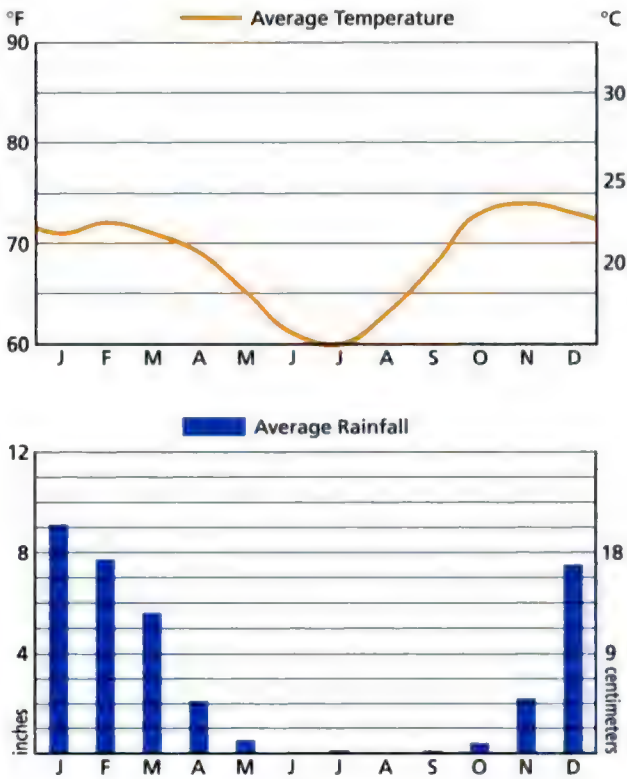 °F Average Temperature °C
90
30
80
25
70
20
60
J F M A M J J A S O N D
Average Rainfall
12
8 18
4 9
inches centimeters
J F M A M J J A S O N D